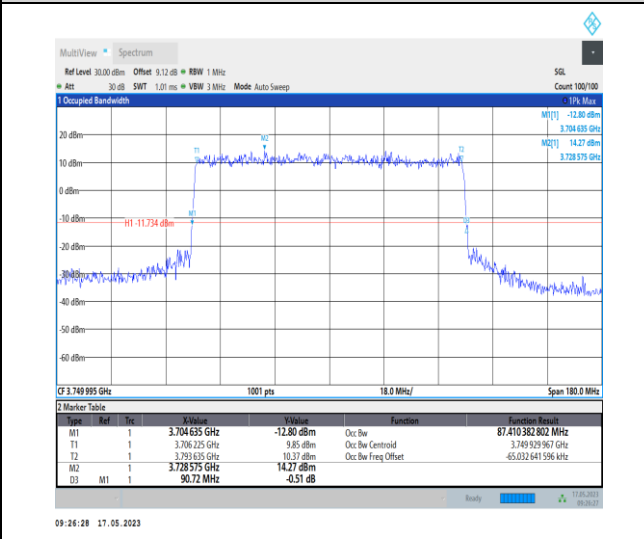 MultiView Spectrum
Ref Level 30.00 dBm Offset 9.12 dB RBW 1 MHz SGL
Att 30 dB SWT 1.01 ms VBW 3 MHz Mode Auto Sweep Count 100/100
1 Occupied Bandwidth 1Pk Max
M1[1] -12.80 dBm
3.704 635 GHz
M2[1] 14.27 dBm
3.728 575 GHz
20 dBm
M2
T1
T2
10 dBm
0 dBm
-10 dBm
M1
H1 -11.734 dBm
-20 dBm
-40 dBm
-50 dBm
-60 dBm
CF 3.749 995 GHz 1001 pts 18.0 MHz/ Span 180.0 MHz
2 Marker Table
Type Ref Trc X-Value Y-Value Function Function Result
M1 1 3.704 635 GHz -12.80 dBm Occ Bw 87.410 382 802 MHz
T1 1 3.706 225 GHz 9.85 dBm Occ Bw Centroid 3.749 929 967 GHz
T2 1 3.793 635 GHz 10.37 dBm Occ Bw Freq Offset -65.032 641 596 kHz
M2 1 3.728 575 GHz 14.27 dBm
D3 M1 1 90.72 MHz -0.51 dB
Ready 17.05.2023
09:26:27
09:26:28 17.05.2023